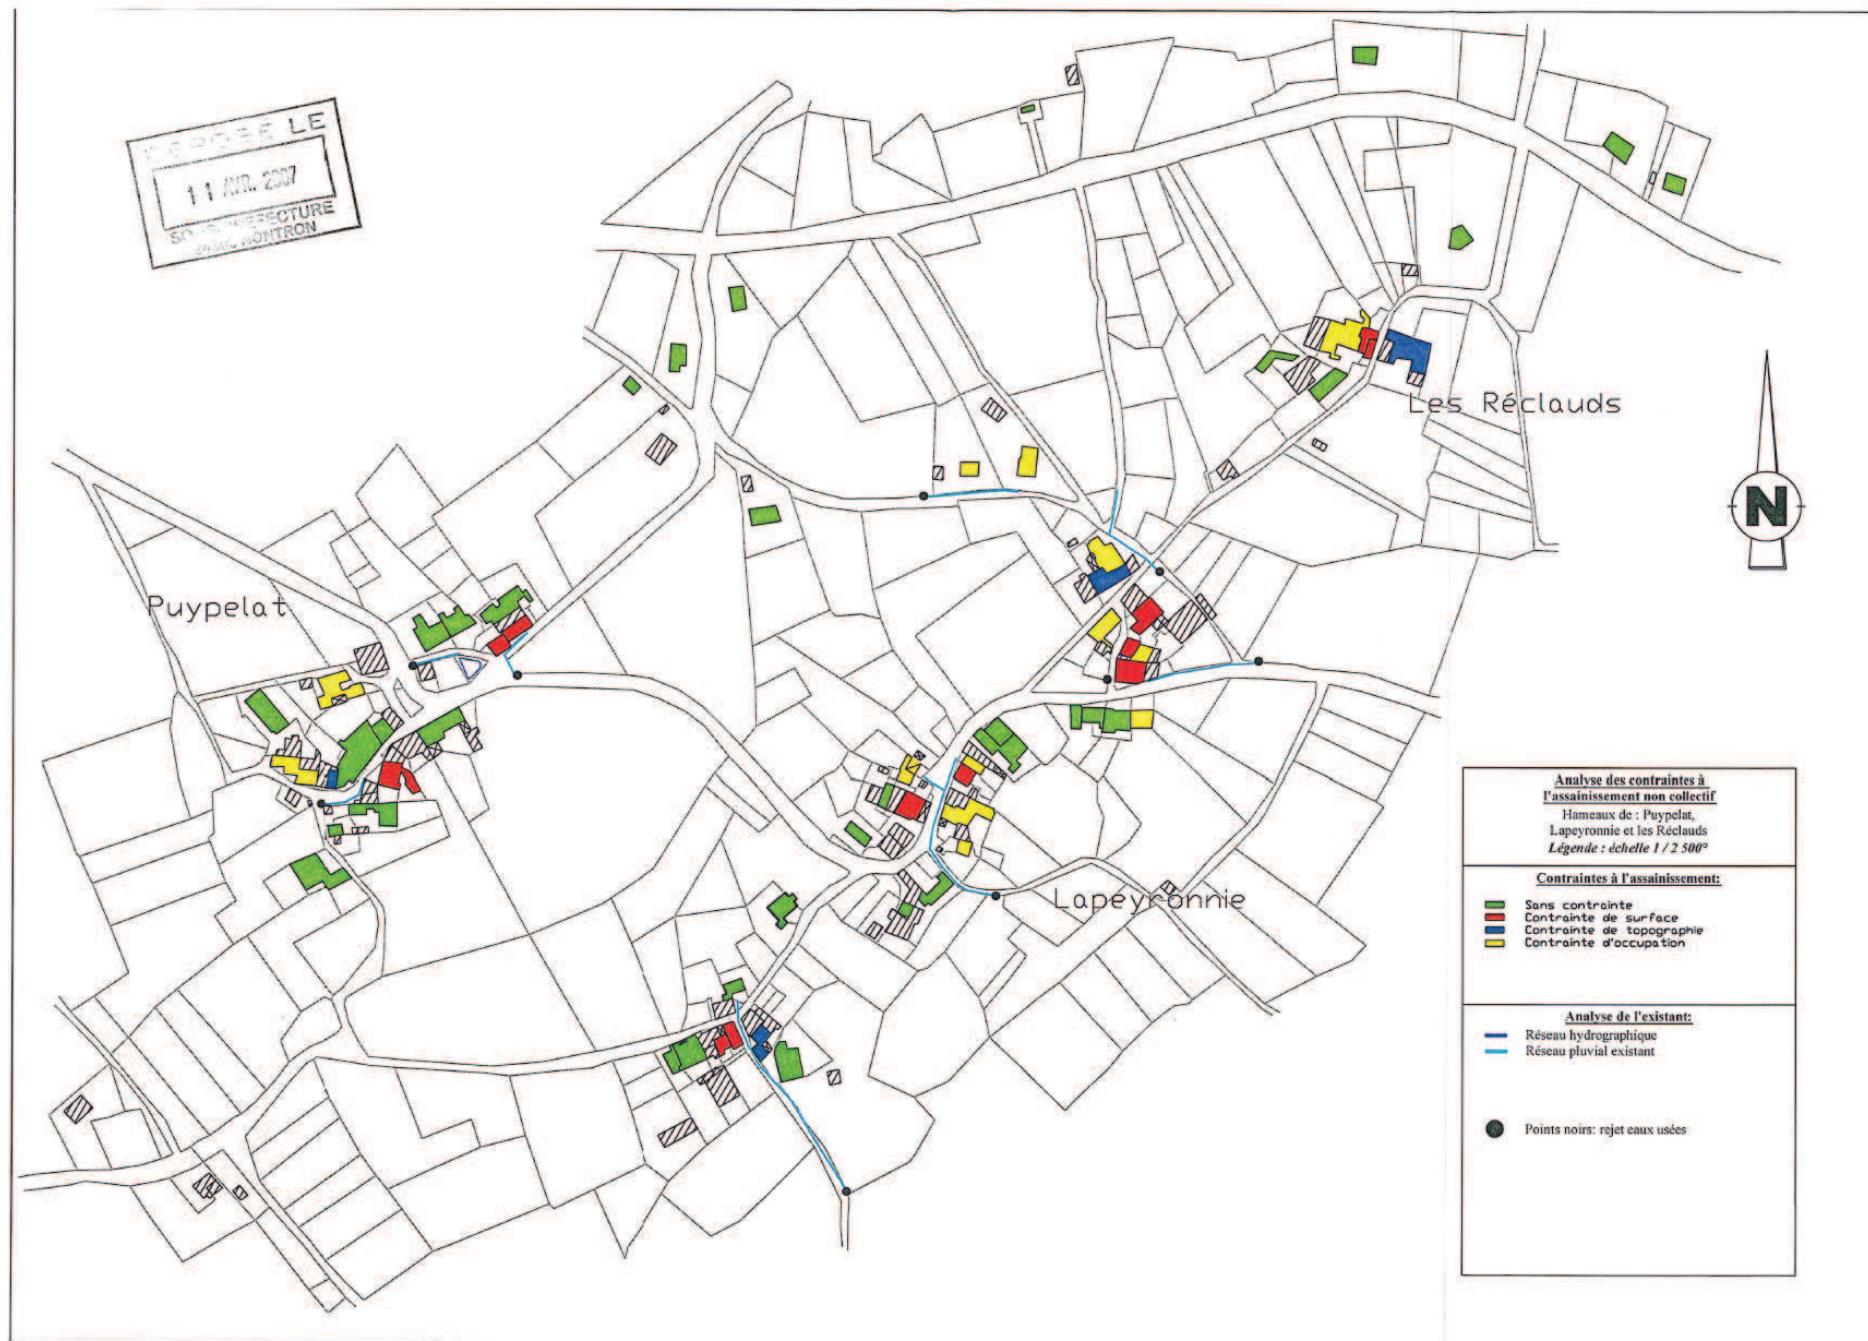 DÉPOSÉ LE
11 AVR. 2007
NONTRON
Les Réclauds
N
Puypelat
Lapeyronnie
Analyse des contraintes à
l'assainissement non collectif
Hameaux de : Puypelat,
Lapeyronnie et les Réclauds
Légende : échelle 1 / 2 500°
Contraintes à l'assainissement:
Sans contrainte
Contrainte de surface
Contrainte de topographie
Contrainte d'occupation
Analyse de l'existant:
Réseau hydrographique
Réseau pluvial existant
Points noirs: rejet eaux usées